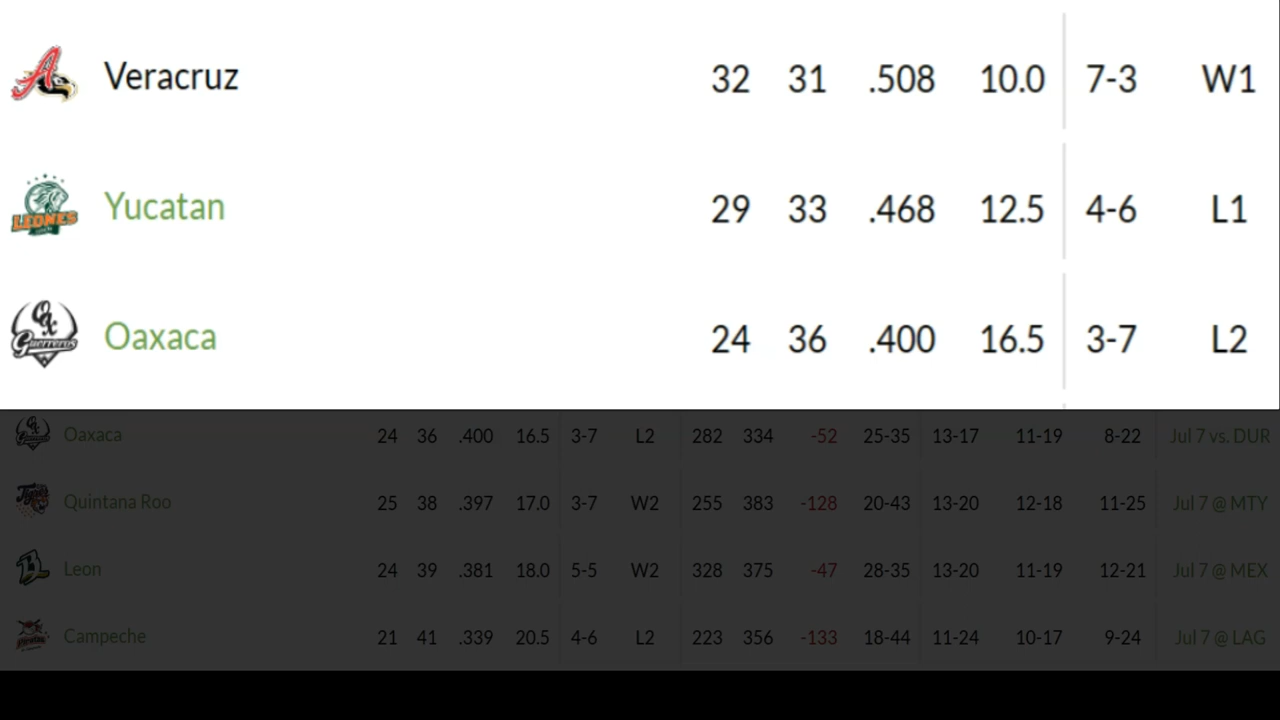 Veracruz 32 31 .508 10.0 7-3 W1
LEONES Yucatan 29 33 .468 12.5 4-6 L1
Guerreros Oaxaca 24 36 .400 16.5 3-7 L2
Oaxaca 24 36 .400 16.5 3-7 L2 282 334 -52 25-35 13-17 11-19 8-22 Jul 7 vs. DUR
Quintana Roo 25 38 .397 17.0 3-7 W2 255 383 -128 20-43 13-20 12-18 11-25 Jul 7 @ MTY
Leon 24 39 .381 18.0 5-5 W2 328 375 -47 28-35 13-20 11-19 12-21 Jul 7 @ MEX
Campeche 21 41 .339 20.5 4-6 L2 223 356 -133 18-44 11-24 10-17 9-24 Jul 7 @ LAG